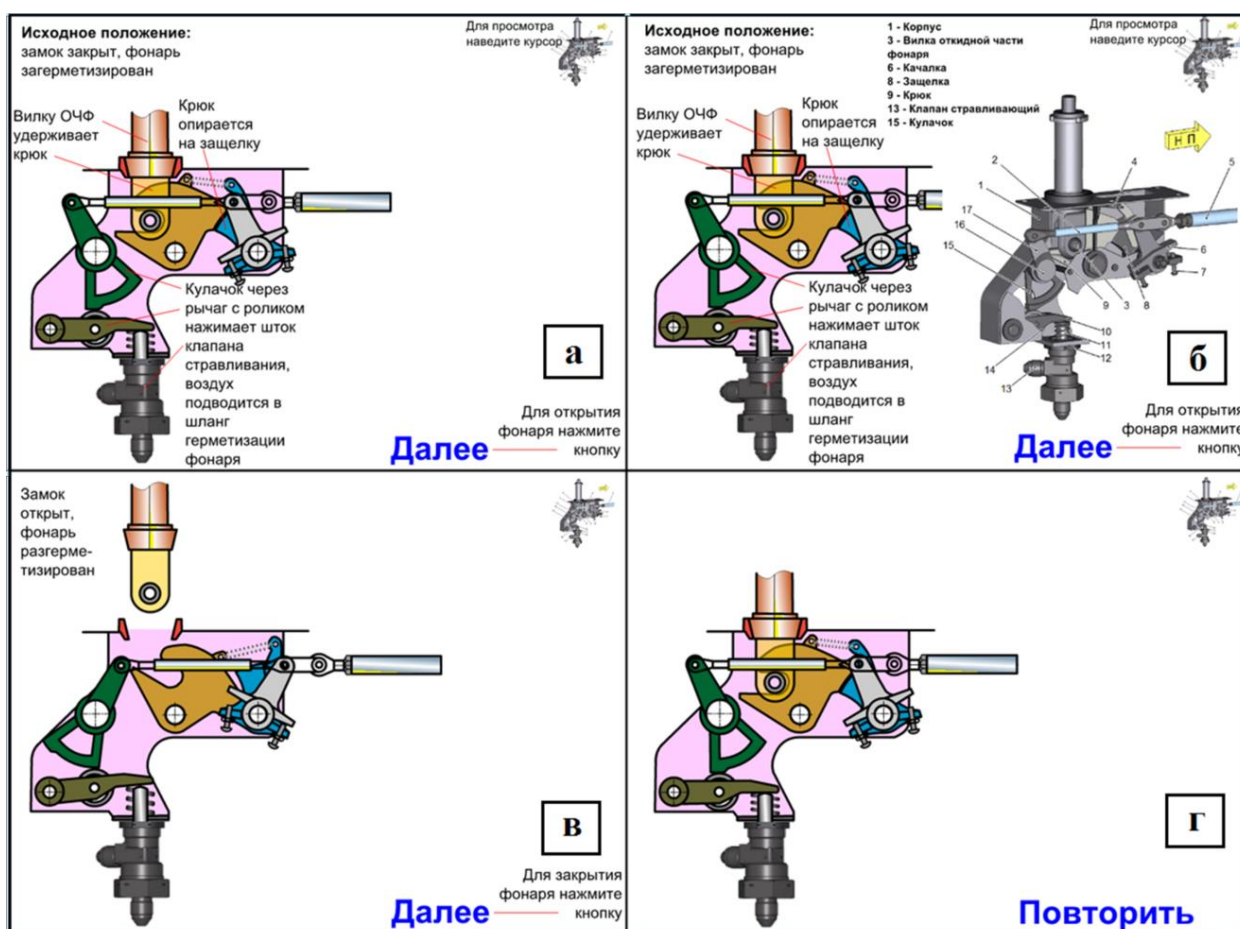 Исходное положение:
замок закрыт, фонарь
загерметизирован
Для просмотра
наведите курсор
Вилку ОЧФ
удерживает
крюк
Крюк
опирается
на защелку
Кулачок через
рычаг с роликом
нажимает шток
клапана
стравливания,
воздух
подводится в
шланг
герметизации
фонаря
а
Для открытия
фонаря нажмите
кнопку
Далее
Исходное положение:
замок закрыт, фонарь
загерметизирован
1 - Корпус
3 - Вилка откидной части
фонаря
6 - Качалка
8 - Защелка
9 - Крюк
13 - Клапан стравливающий
15 - Кулачок
Для просмотра
наведите курсор
Вилку ОЧФ
удерживает
крюк
Крюк
опирается
на защелку
НП
2
4
1
5
17
16
15
6
7
9
3
8
10
11
12
14
13
Кулачок через
рычаг с роликом
нажимает шток
клапана
стравливания,
воздух
подводится в
шланг
герметизации
фонаря
б
Для открытия
фонаря нажмите
кнопку
Далее
Замок
открыт,
фонарь
разгерме-
тизирован
в
Для закрытия
фонаря нажмите
кнопку
Далее
г
Повторить